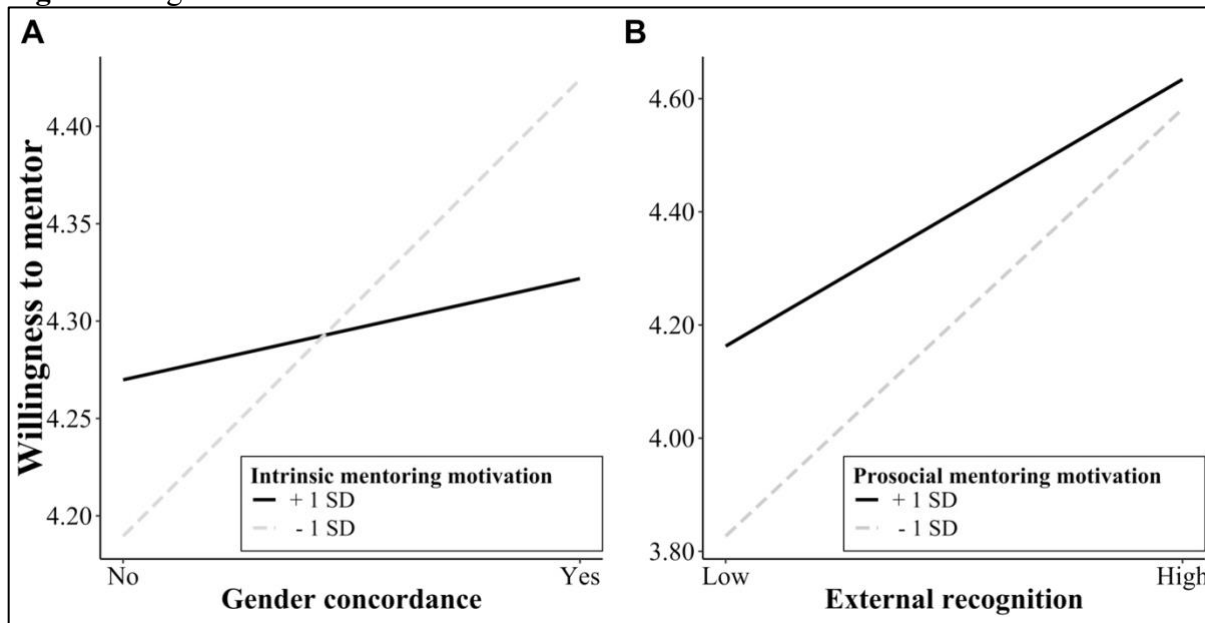 A
Willingness to mentor
4.40
4.35
4.30
4.25
4.20
Intrinsic mentoring motivation
+ 1 SD
- 1 SD
No
Yes
Gender concordance
B
4.60
4.40
4.20
4.00
3.80
Prosocial mentoring motivation
+ 1 SD
- 1 SD
Low
High
External recognition